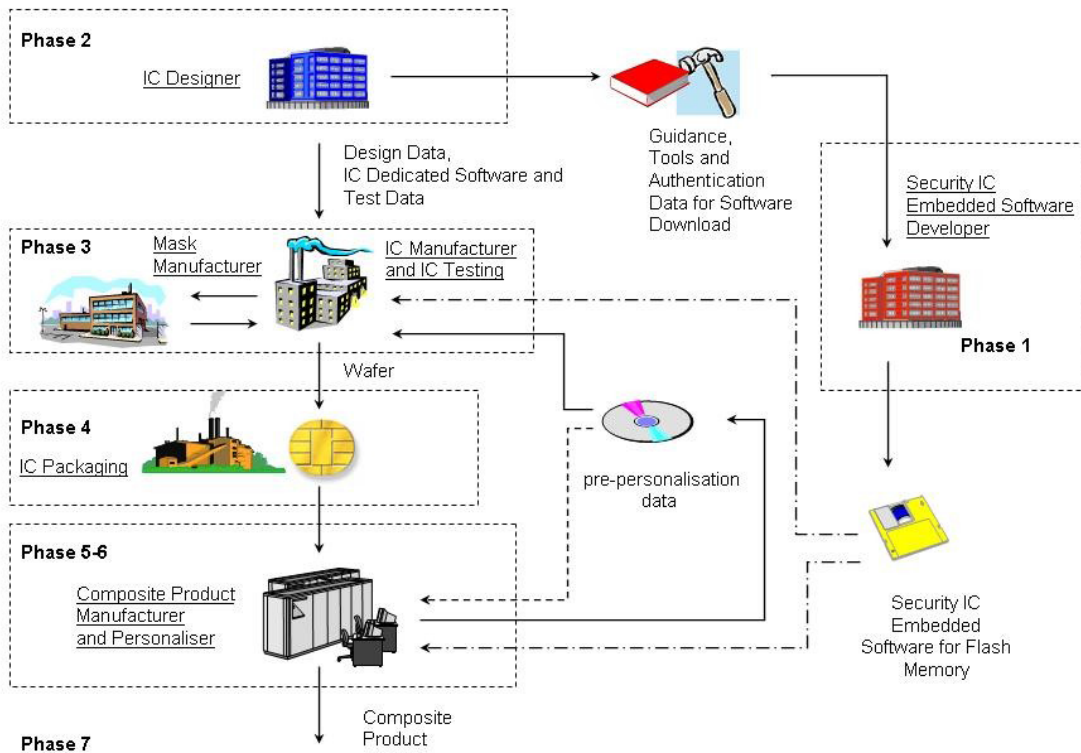 Phase 2
IC Designer
Guidance,
Tools and
Authentication
Data for Software
Download
Design Data,
IC Dedicated Software and
Test Data
Security IC
Embedded Software
Developer
Phase 1
Phase 3
Mask
Manufacturer
IC Manufacturer
and IC Testing
Wafer
Phase 4
IC Packaging
pre-personalisation
data
Phase 5-6
Composite Product
Manufacturer
and Personaliser
Security IC
Embedded
Software for Flash
Memory
Composite
Product
Phase 7